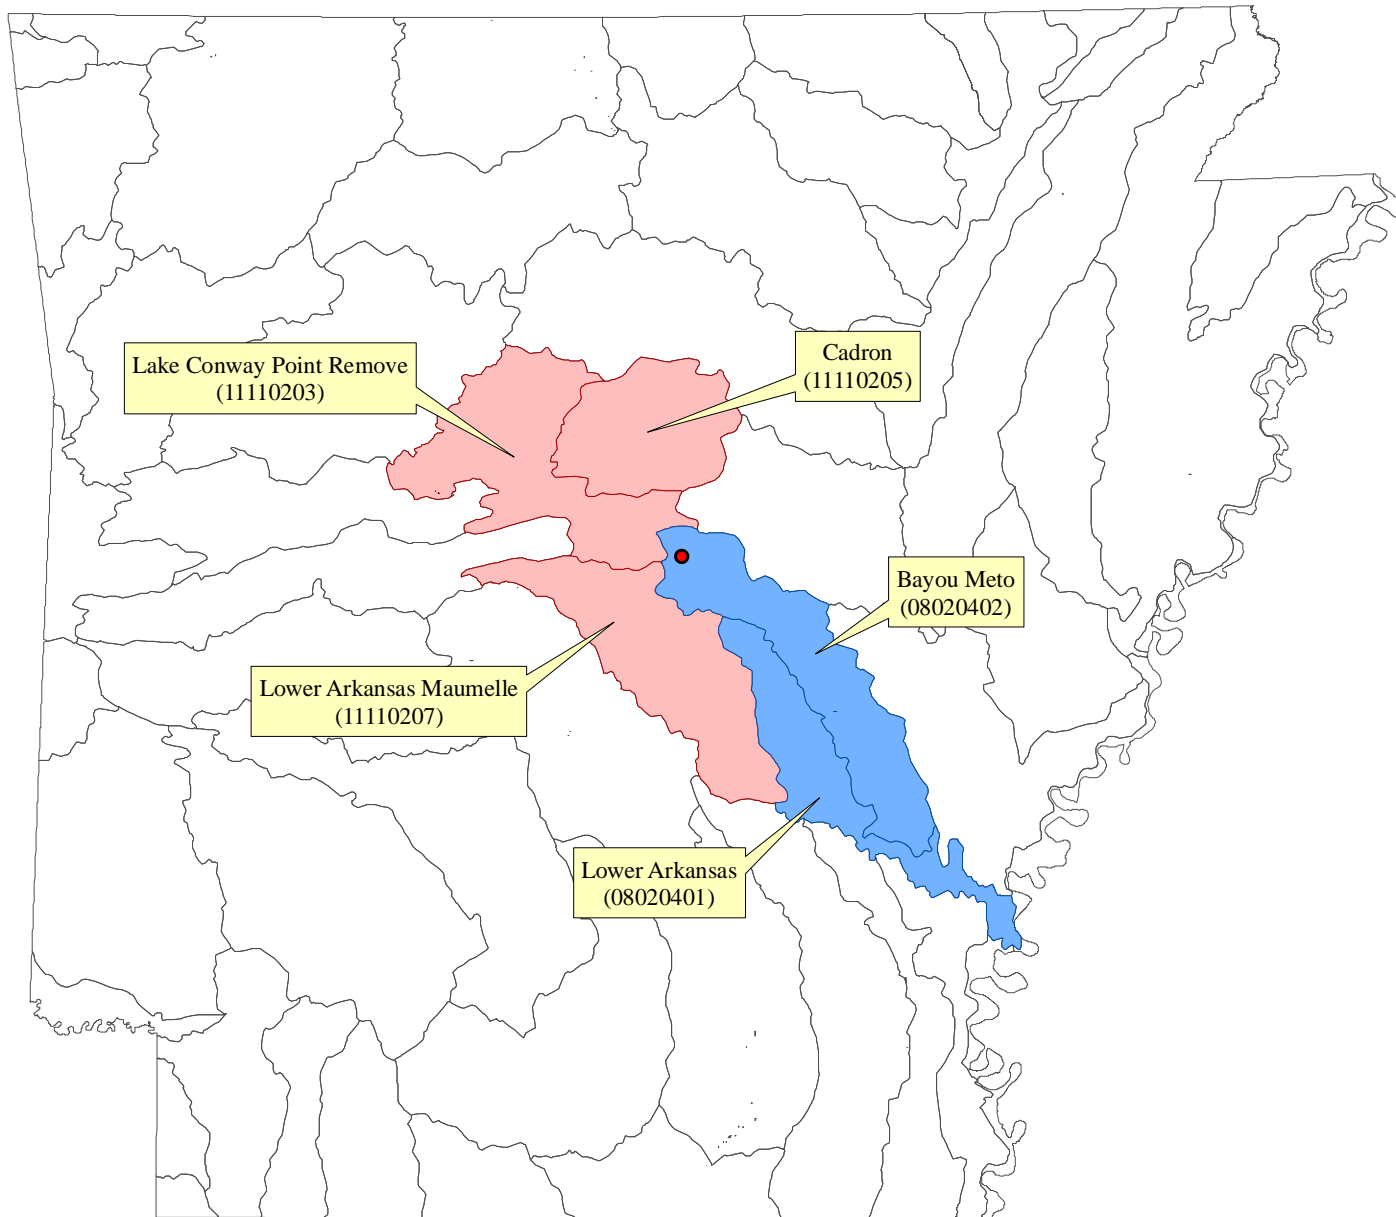 Cadron
(11110205)
Lake Conway Point Remove
(11110203)
Bayou Meto
(08020402)
Lower Arkansas Maumelle
(11110207)
Lower Arkansas
(08020401)